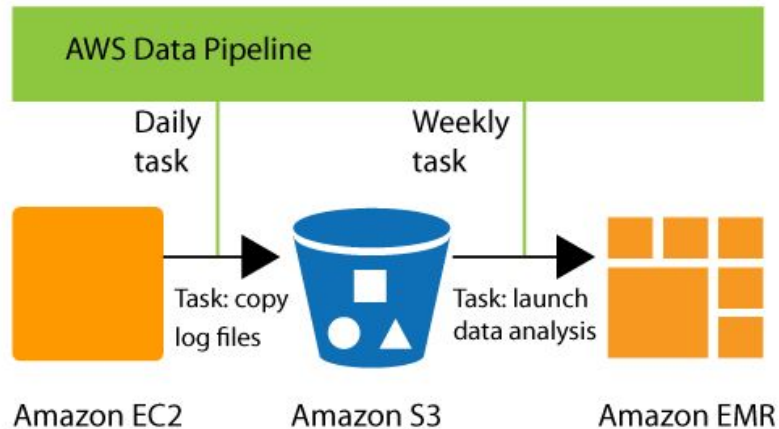 AWS Data Pipeline
Daily
task
Weekly
task
Task: copy
log files
Task: launch
data analysis
Amazon EC2
Amazon S3
Amazon EMR